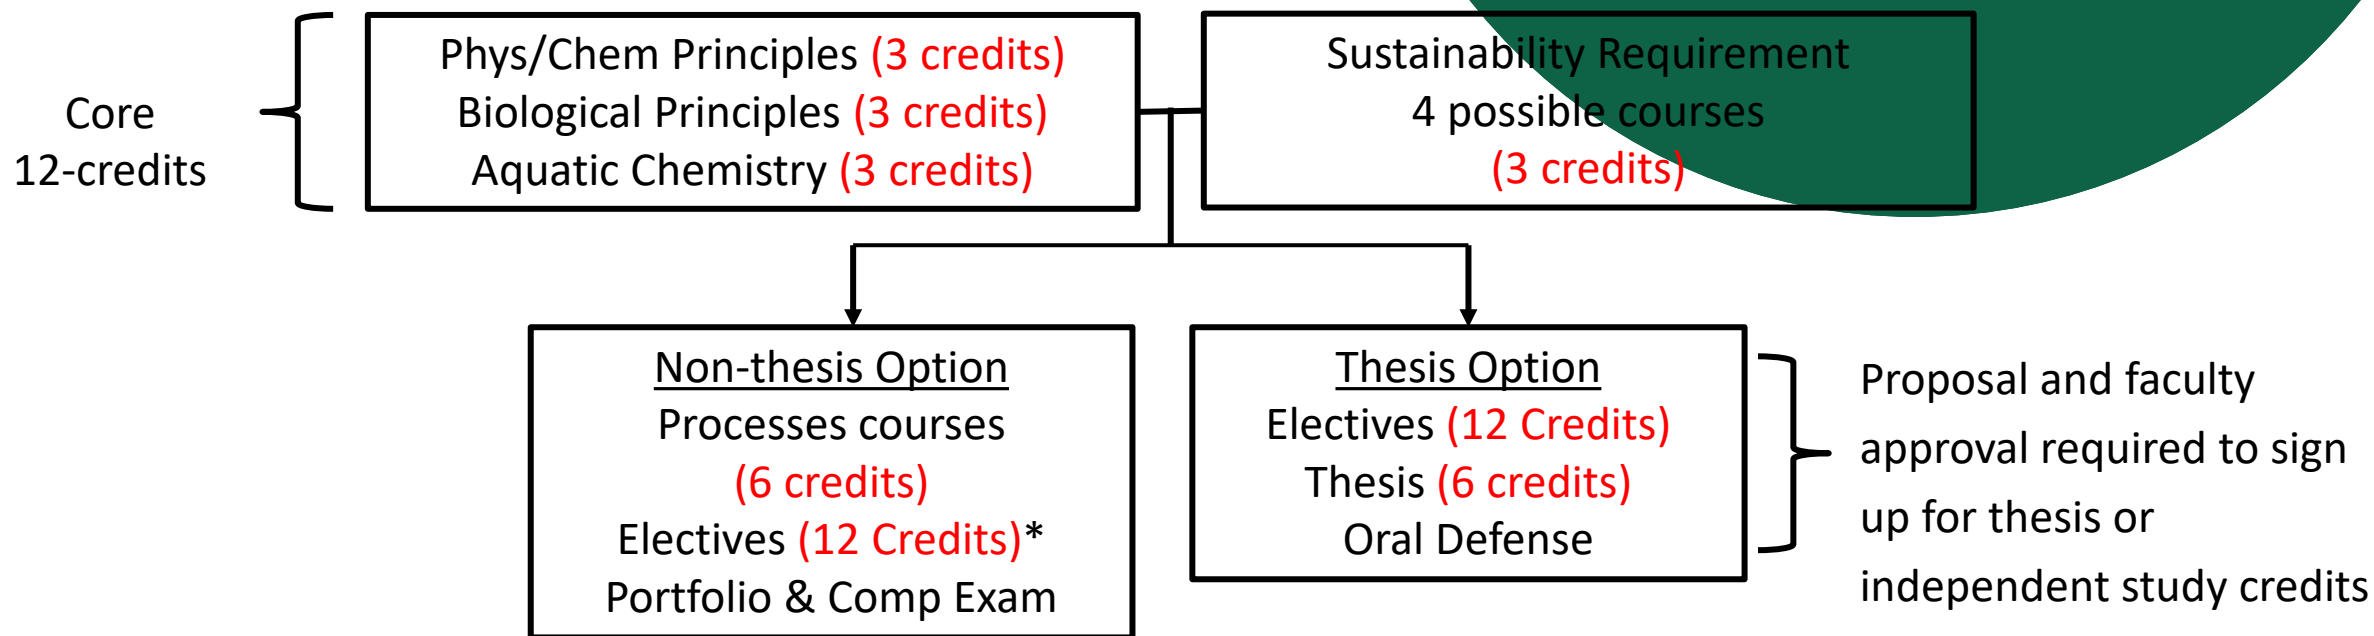 Core
12-credits
Phys/Chem Principles (3 credits)
Biological Principles (3 credits)
Aquatic Chemistry (3 credits)
Sustainability Requirement
4 possible courses
(3 credits)
Non-thesis Option
Processes courses
(6 credits)
Electives (12 Credits)*
Portfolio & Comp Exam
Thesis Option
Electives (12 Credits)
Thesis (6 credits)
Oral Defense
Proposal and faculty
approval required to sign
up for thesis or
independent study credits